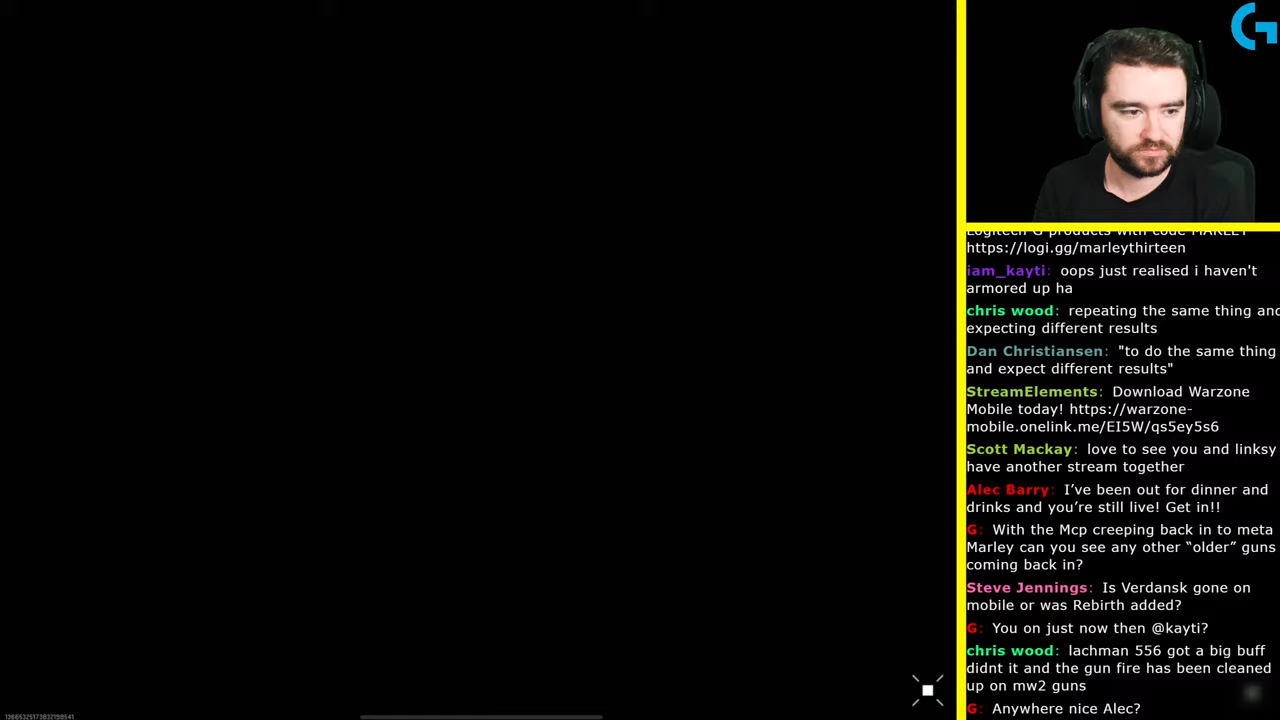 Logitech G products with code MARLEY
https://logi.gg/marleythirteen
iam_kayti: oops just realised i haven't
armored up ha
chris wood: repeating the same thing and
expecting different results
Dan Christiansen: "to do the same thing
and expect different results"
StreamElements: Download Warzone
Mobile today! https://warzone-
mobile.onelink.me/EI5W/qs5ey5s6
Scott Mackay: love to see you and linksy
have another stream together
Alec Barry: I’ve been out for dinner and
drinks and you’re still live! Get in!!
G: With the Mcp creeping back in to meta
Marley can you see any other “older” guns
coming back in?
Steve Jennings: Is Verdansk gone on
mobile or was Rebirth added?
G: You on just now then @kayti?
chris wood: lachman 556 got a big buff
didnt it and the gun fire has been cleaned
up on mw2 guns
G: Anywhere nice Alec?